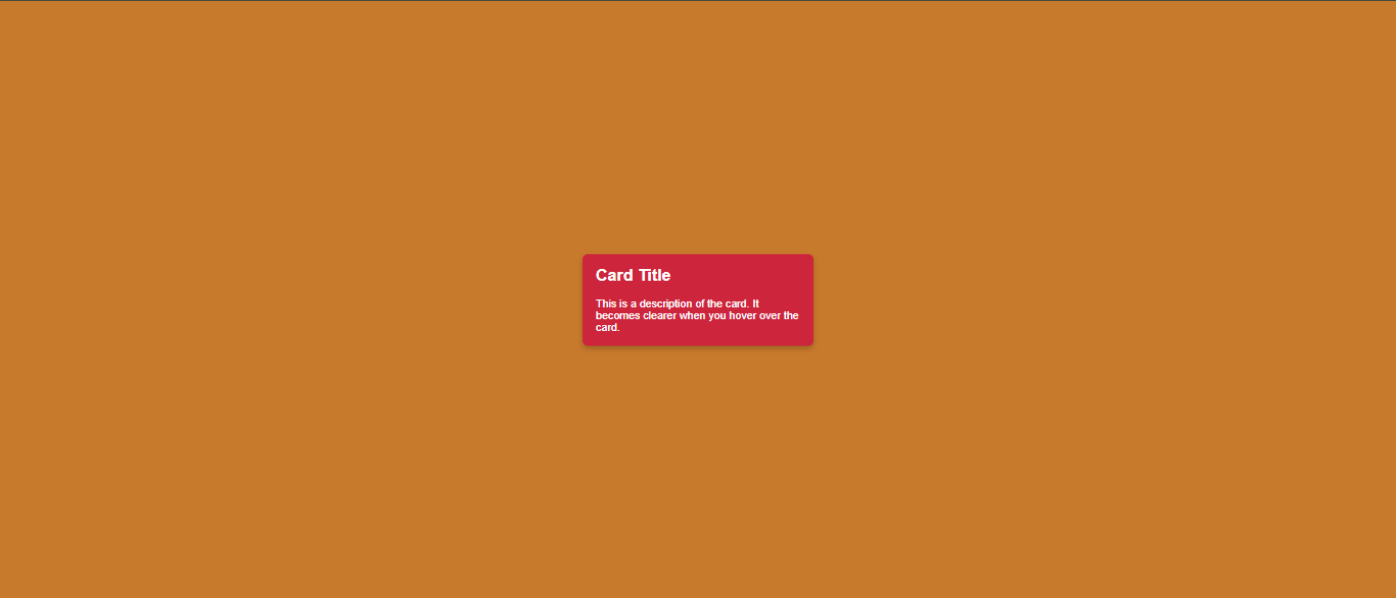 Card Title
This is a description of the card. It
becomes clearer when you hover over the
card.